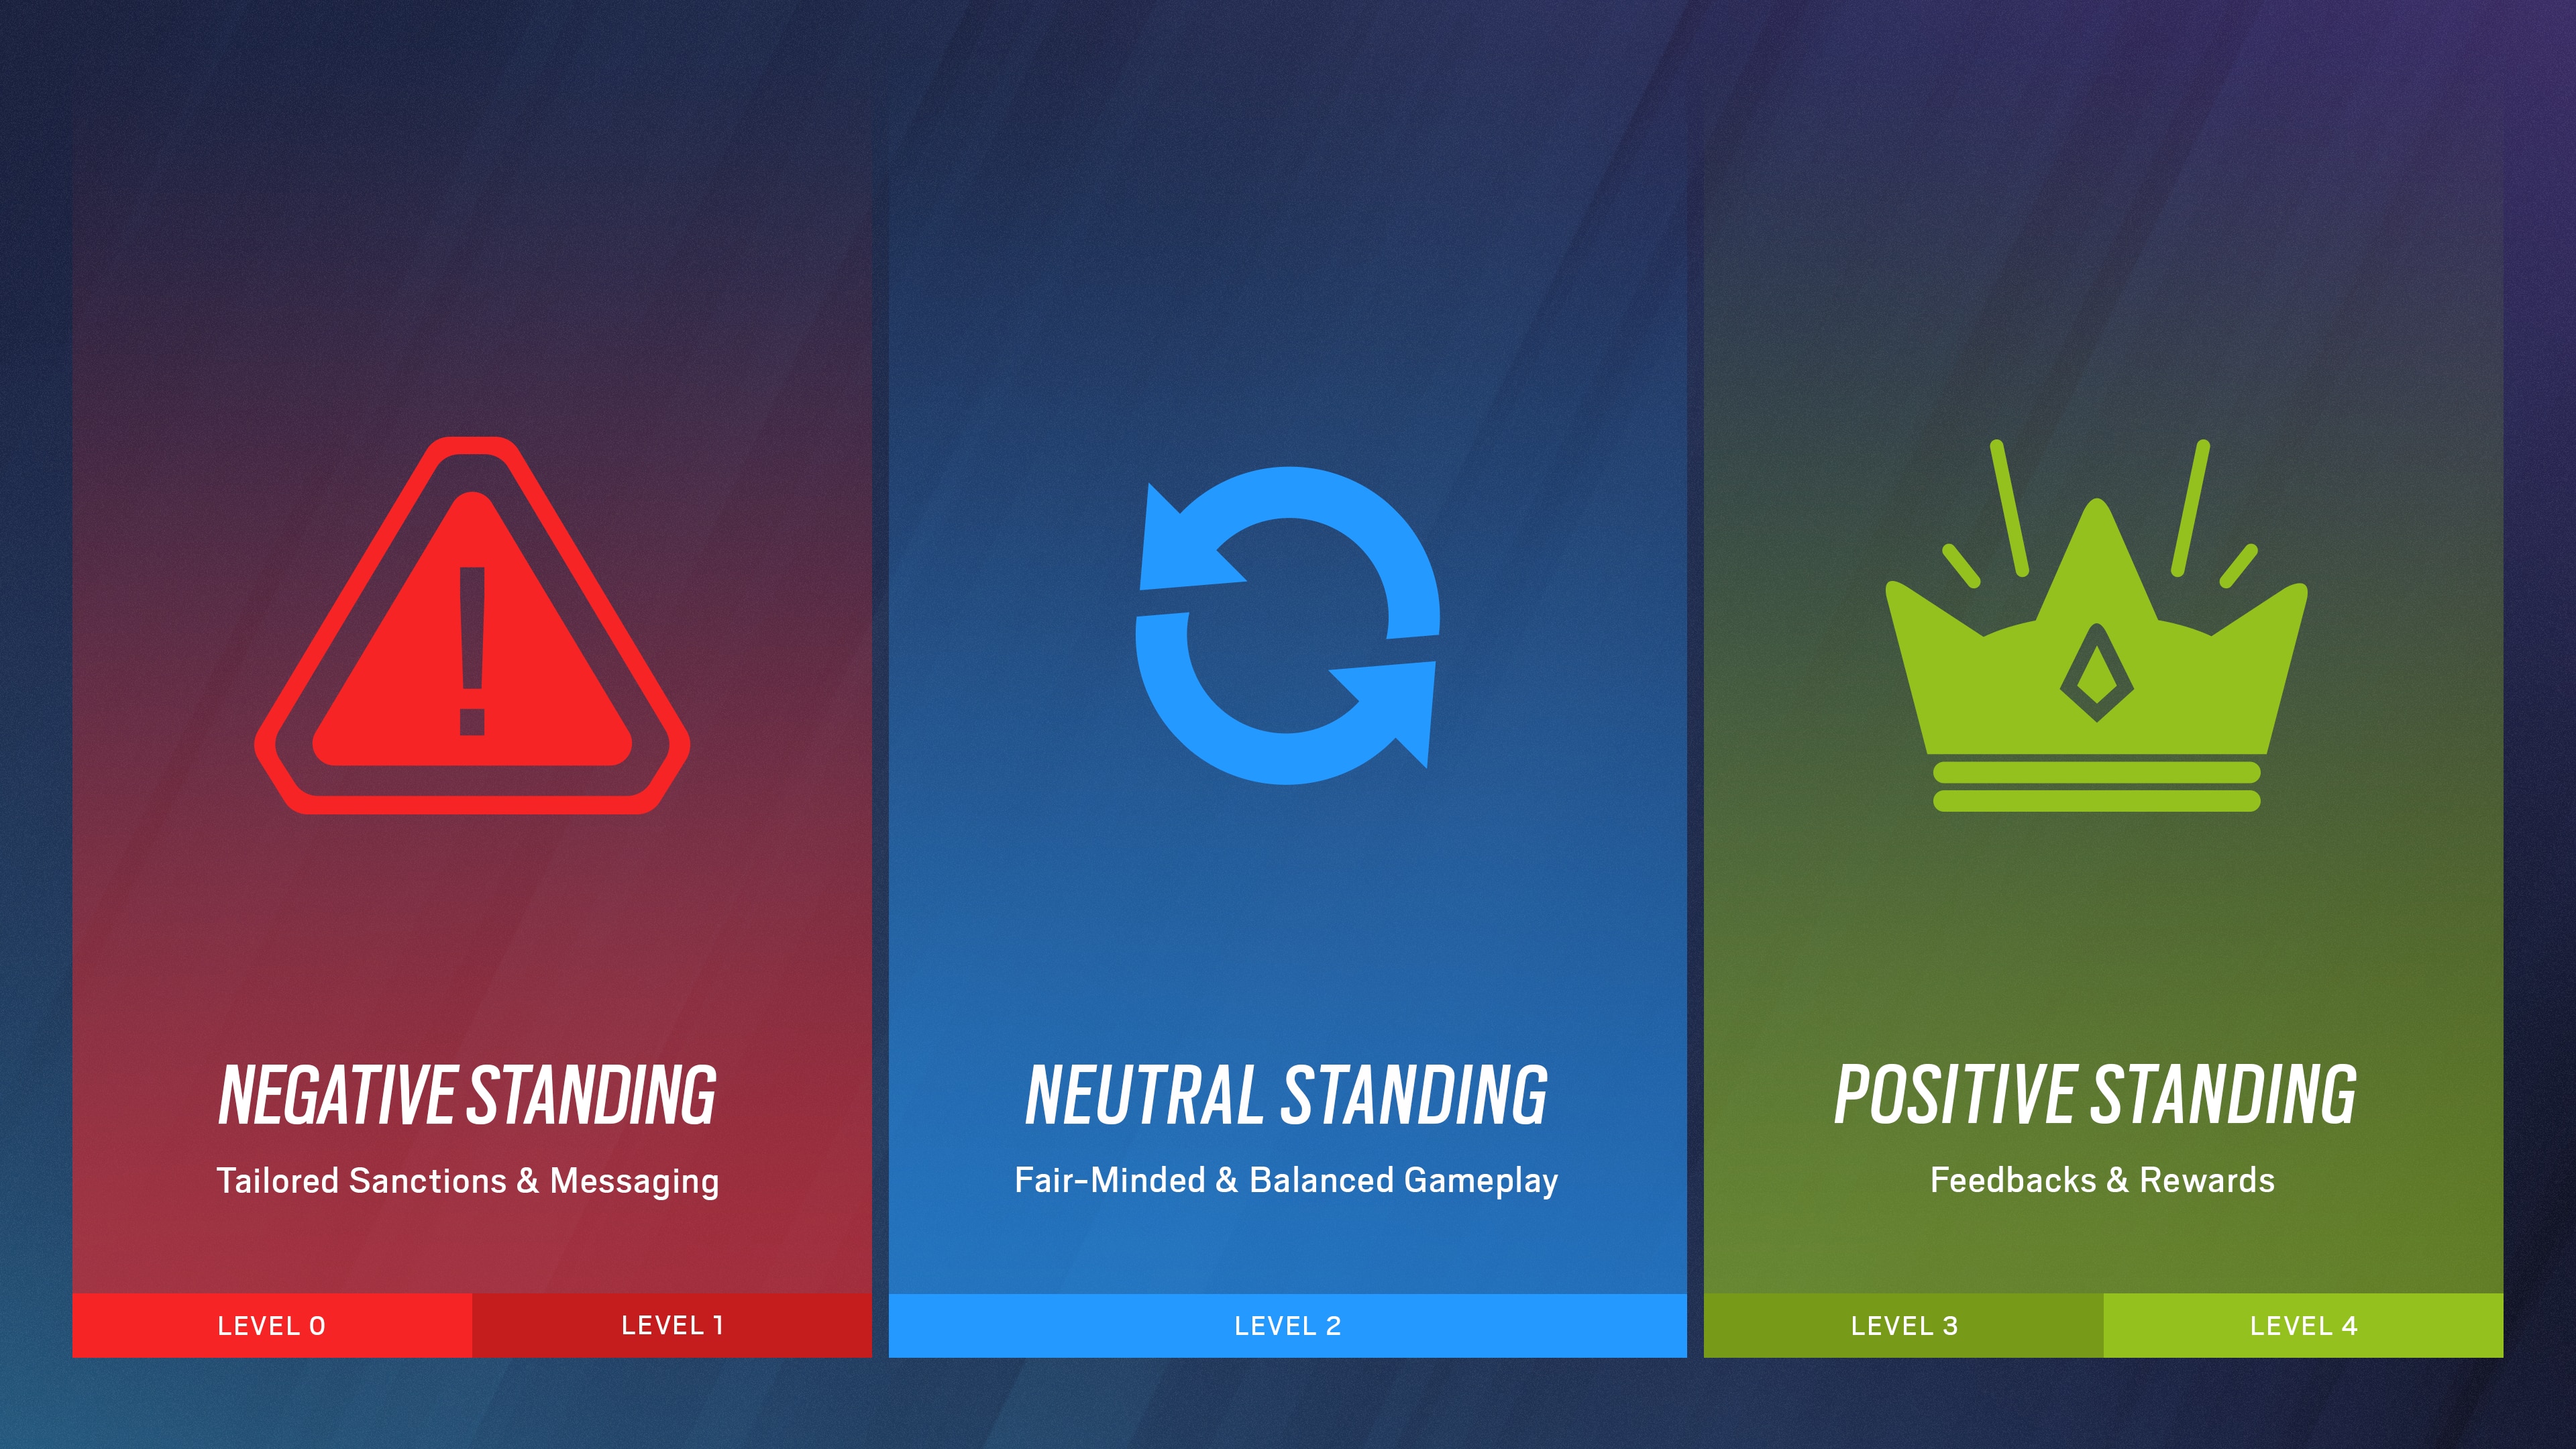 NEGATIVE STANDING
Tailored Sanctions & Messaging
LEVEL 0
LEVEL 1
NEUTRAL STANDING
Fair-Minded & Balanced Gameplay
LEVEL 2
POSITIVE STANDING
Feedbacks & Rewards
LEVEL 3
LEVEL 4